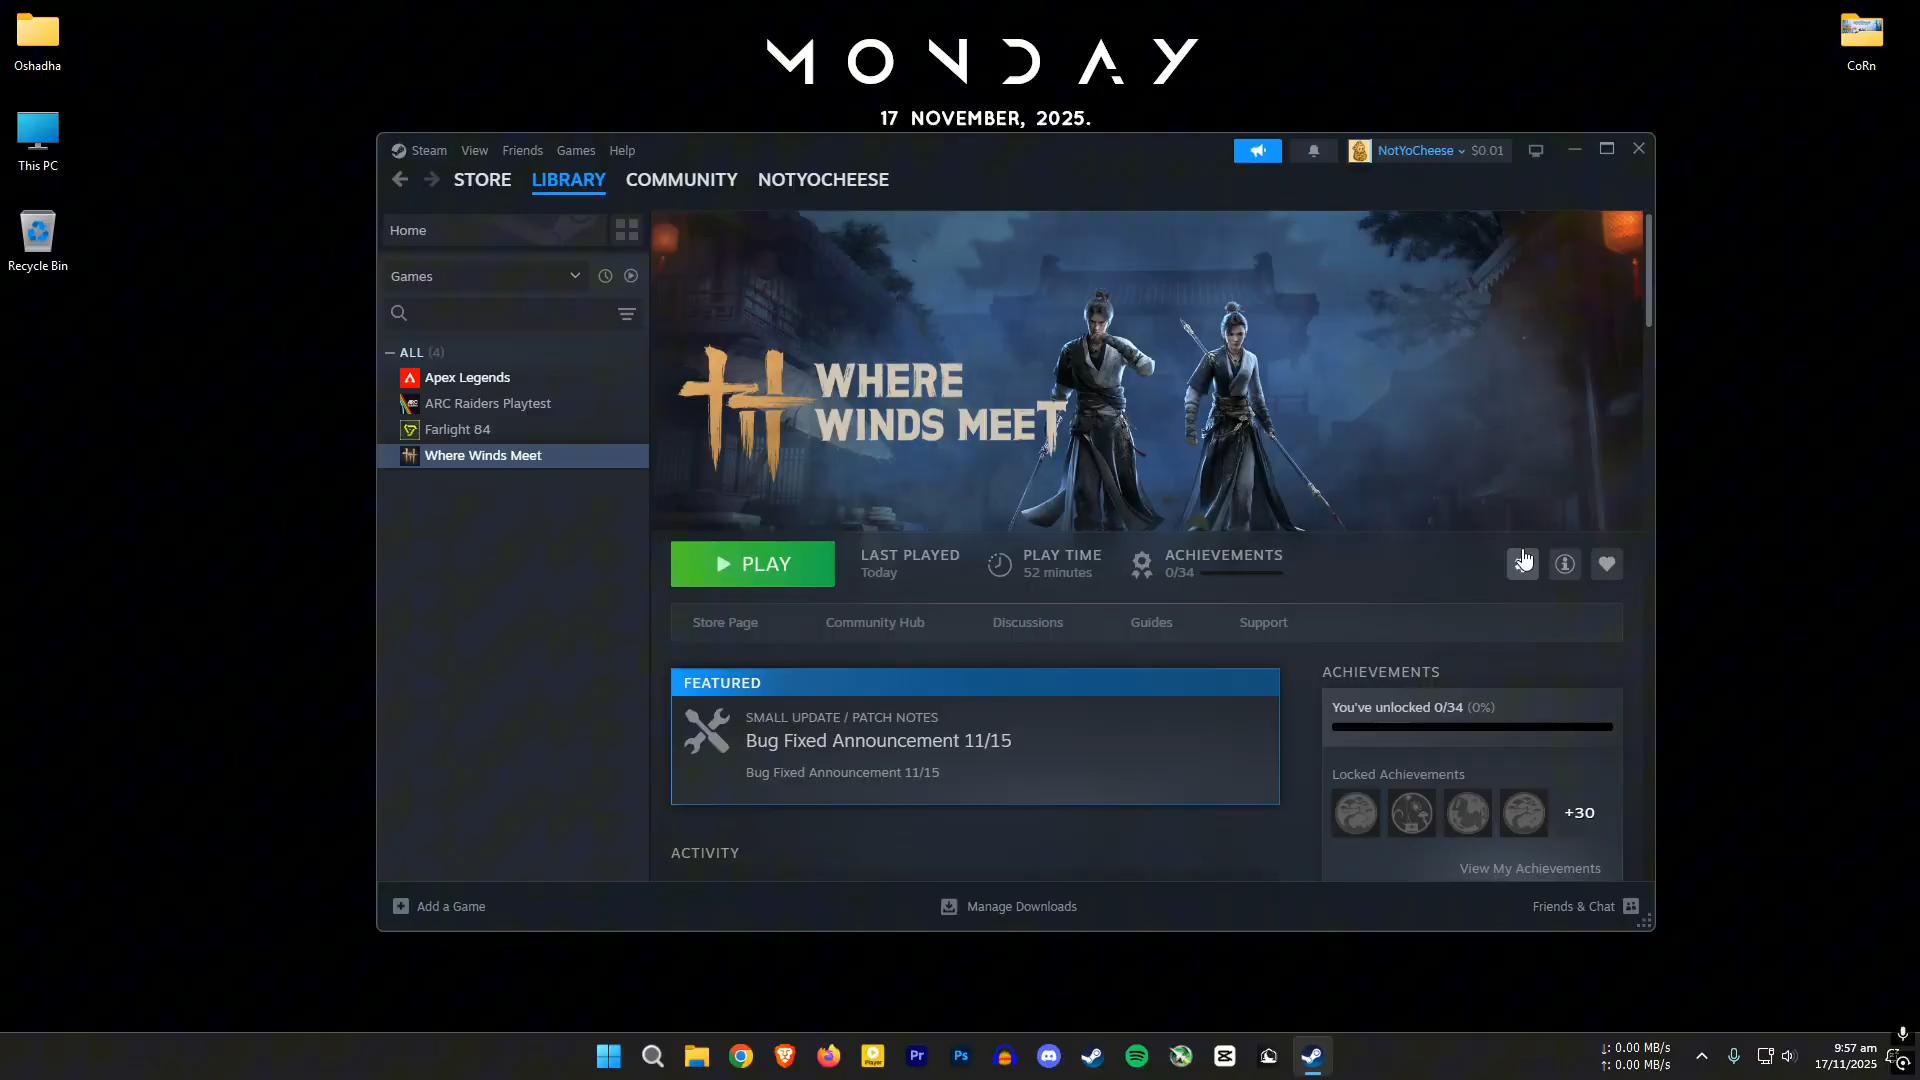 Oshadha
This PC
Recycle Bin
CoRn
MONDAY
17 NOVEMBER, 2025.
Steam View Friends Games Help
NotYoCheese $0.01
STORE LIBRARY COMMUNITY NOTYOCHEESE
Home
Games
ALL (4)
Apex Legends
ARC Raiders Playtest
Farlight 84
Where Winds Meet
WHERE
WINDS MEET
PLAY
LAST PLAYED
Today
PLAY TIME
52 minutes
ACHIEVEMENTS
0/34
Store Page Community Hub Discussions Guides Support
FEATURED
SMALL UPDATE / PATCH NOTES
Bug Fixed Announcement 11/15
Bug Fixed Announcement 11/15
ACTIVITY
ACHIEVEMENTS
You've unlocked 0/34 (0%)
Locked Achievements
+30
View My Achievements
Add a Game
Manage Downloads
Friends & Chat
Player
Pr
Ps
↓: 0.00 MB/s
↑: 0.00 MB/s
9:57 am
17/11/2025